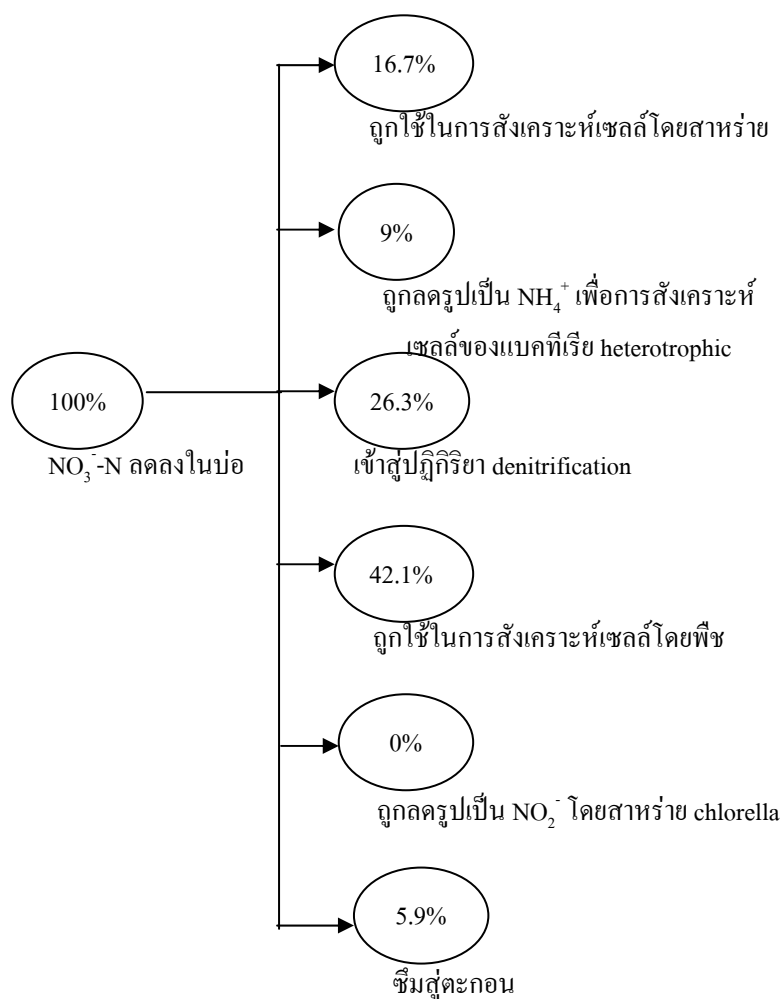 16.7%
ถูกใช้ในการสังเคราะห์เซลล์โดยสาหร่าย
9%
ถูกลดรูปเป็น NH₄⁺ เพื่อการสังเคราะห์
เซลล์ของแบคทีเรีย heterotrophic
100%
NO₃⁻-N ลดลงในบ่อ
26.3%
เข้าสู่ปฏิกิริยา denitrification
42.1%
ถูกใช้ในการสังเคราะห์เซลล์โดยพืช
0%
ถูกลดรูปเป็น NO₂⁻ โดยสาหร่าย chlorella
5.9%
ซึมสู่ตะกอน